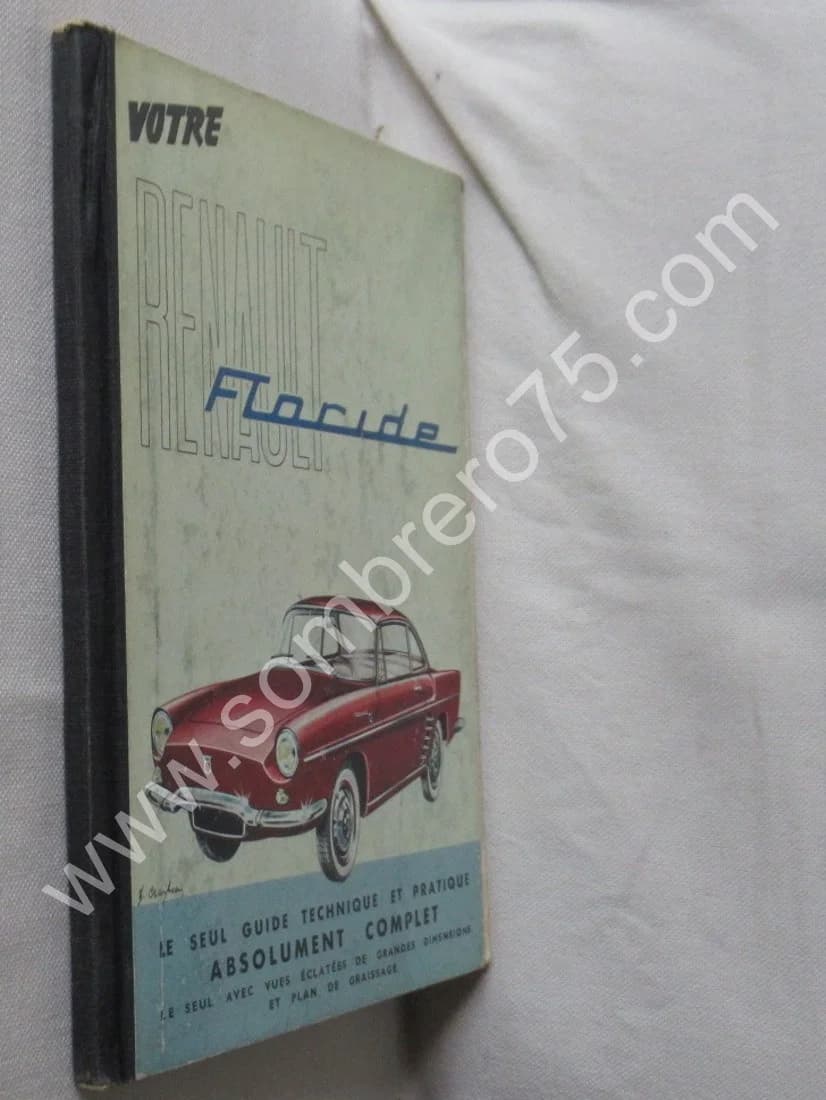 VOTRE
RENAULT
RENAULT
Floride
LE SEUL GUIDE TECHNIQUE ET PRATIQUE
ABSOLUMENT COMPLET
LE SEUL AVEC VUES ÉCLATÉES DE GRANDES DIMENSIONS
ET PLAN DE GRAISSAGE
www.sombrero75.com